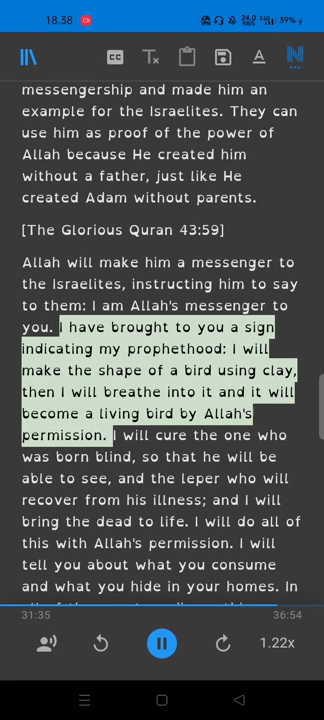 18.38
24.0
39%
CC
A
N
messengership and made him an
example for the Israelites. They can
use him as proof of the power of
Allah because He created him
without a father, just like He
created Adam without parents.
[The Glorious Quran 43:59]
Allah will make him a messenger to
the Israelites, instructing him to say
to them: I am Allah's messenger to
you. I have brought to you a sign
indicating my prophethood: I will
make the shape of a bird using clay,
then I will breathe into it and it will
become a living bird by Allah's
permission. I will cure the one who
was born blind, so that he will be
able to see, and the leper who will
recover from his illness; and I will
bring the dead to life. I will do all of
this with Allah's permission. I will
tell you about what you consume
and what you hide in your homes. In
31:35
36:54
1.22x